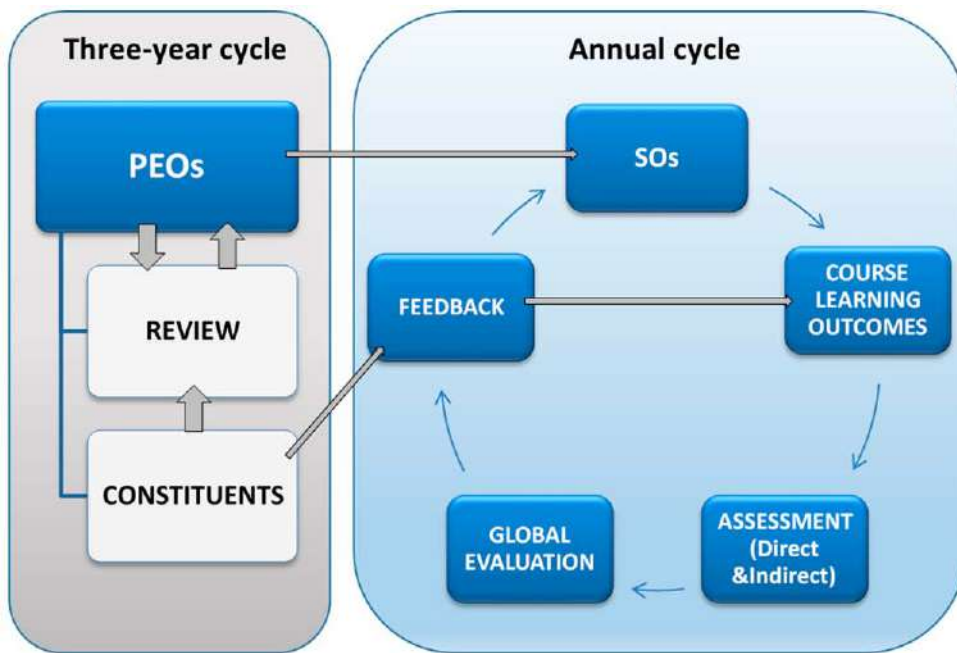 Three-year cycle
PEOs
REVIEW
CONSTITUENTS
Annual cycle
SOs
FEEDBACK
COURSE
LEARNING
OUTCOMES
GLOBAL
EVALUATION
ASSESSMENT
(Direct
&Indirect)